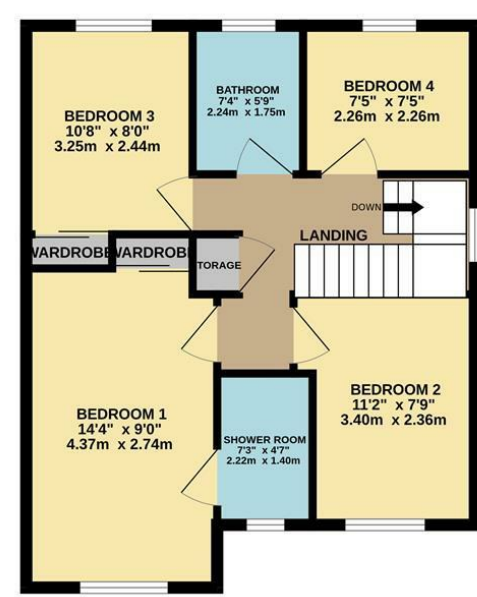 BATHROOM
7'4" x 5'9"
2.24m x 1.75m
BEDROOM 4
7'5" x 7'5"
2.26m x 2.26m
BEDROOM 3
10'8" x 8'0"
3.25m x 2.44m
DOWN
LANDING
WARDROBE
WARDROBE
TORAGE
BEDROOM 2
11'2" x 7'9"
3.40m x 2.36m
BEDROOM 1
14'4" x 9'0"
4.37m x 2.74m
SHOWER ROOM
7'3" x 4'7"
2.22m x 1.40m